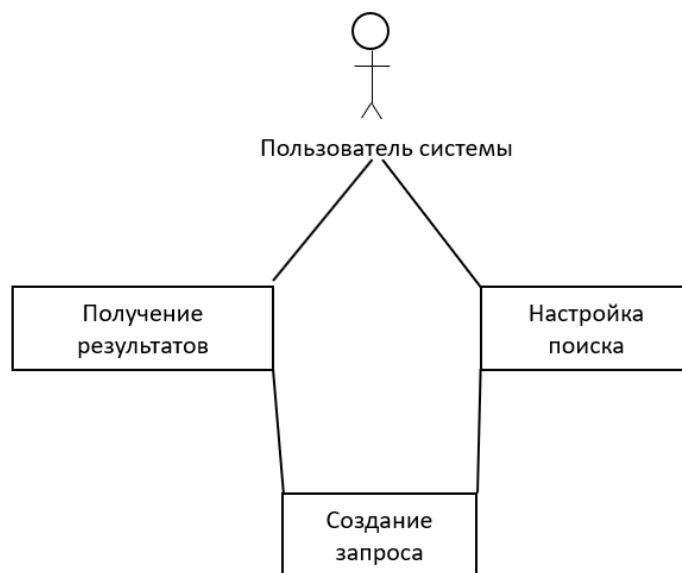 Пользователь системы
Получение
результатов
Настройка
поиска
Создание
запроса